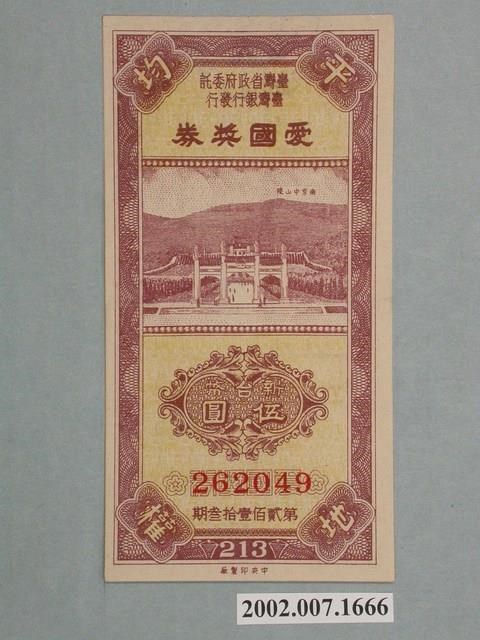 平均地權
臺灣省政府委託
臺灣銀行發行
愛國獎券
南京中山陵
新台幣
伍圓
262049
第貳佰壹拾叁期
213
中央印製廠
2002.007.1666